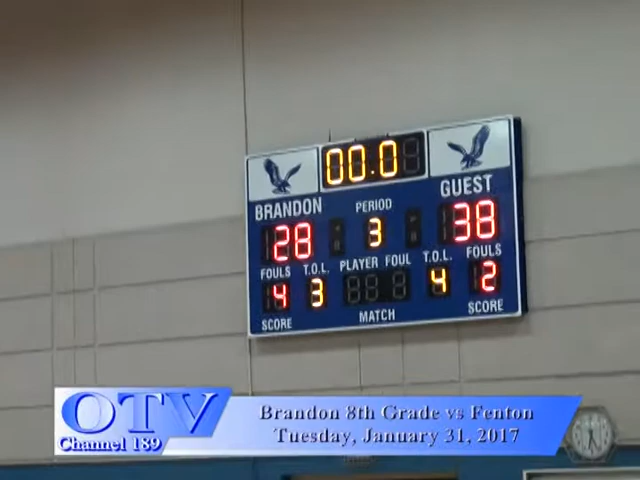 00.0
BRANDON PERIOD GUEST
28 3 38
FOULS T.O.L. PLAYER FOUL T.O.L. FOULS
4 3 4 2
SCORE MATCH SCORE
OTV
Channel 189
Brandon 8th Grade vs Fenton
Tuesday, January 31, 2017